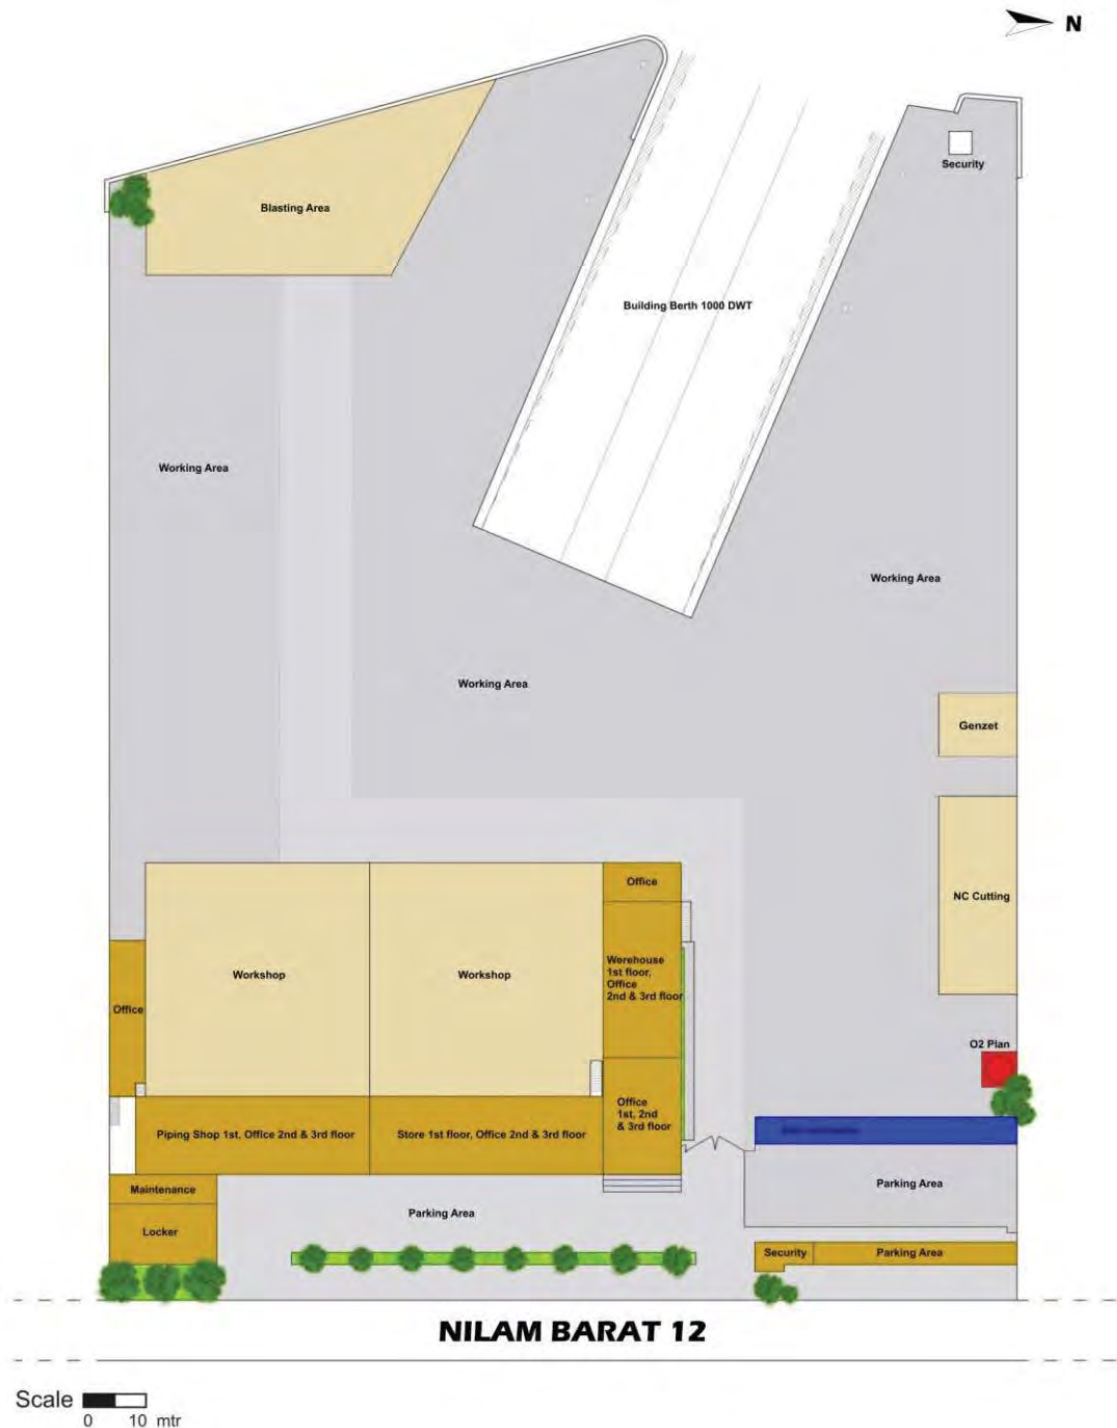 N
Security
Blasting Area
Building Berth 1000 DWT
Working Area
Working Area
Working Area
Genzet
Office
NC Cutting
Werehouse
1st floor,
Office
2nd & 3rd floor
Workshop
Workshop
Office
O2 Plan
Office
1st, 2nd
& 3rd floor
Piping Shop 1st, Office 2nd & 3rd floor
Store 1st floor, Office 2nd & 3rd floor
Maintenance
Parking Area
Parking Area
Locker
Security
Parking Area
NILAM BARAT 12
Scale
0 10 mtr